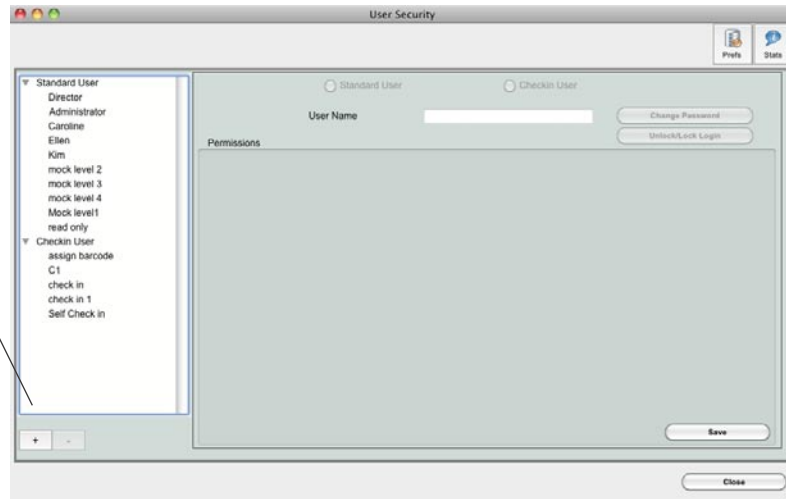 User Security
Prefs
Stats
Standard User
Director
Administrator
Caroline
Ellen
Kim
mock level 2
mock level 3
mock level 4
Mock level1
read only
Checkin User
assign barcode
C1
check in
check in 1
Self Check in
+ -
Standard User Checkin User
User Name
Change Password
Unlock/Lock Login
Permissions
Save
Close